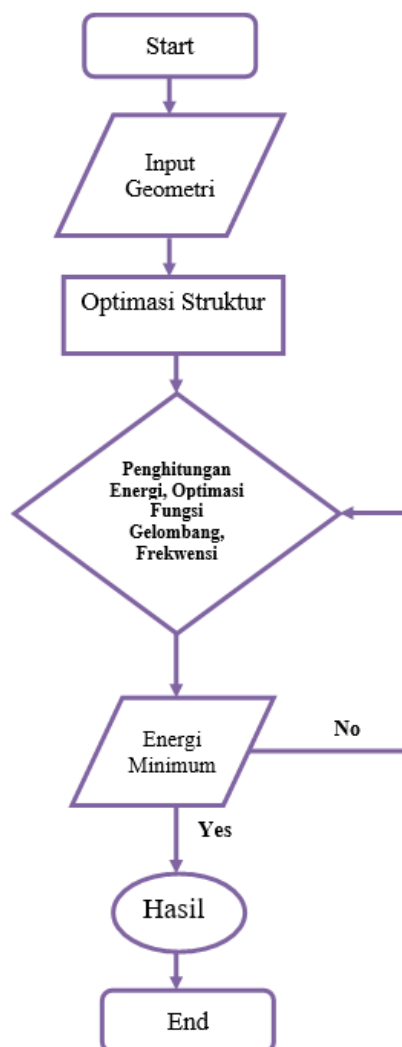 Start
Input
Geometri
Optimasi Struktur
Penghitungan
Energi, Optimasi
Fungsi
Gelombang,
Frekwensi
Energi
Minimum
No
Yes
Hasil
End